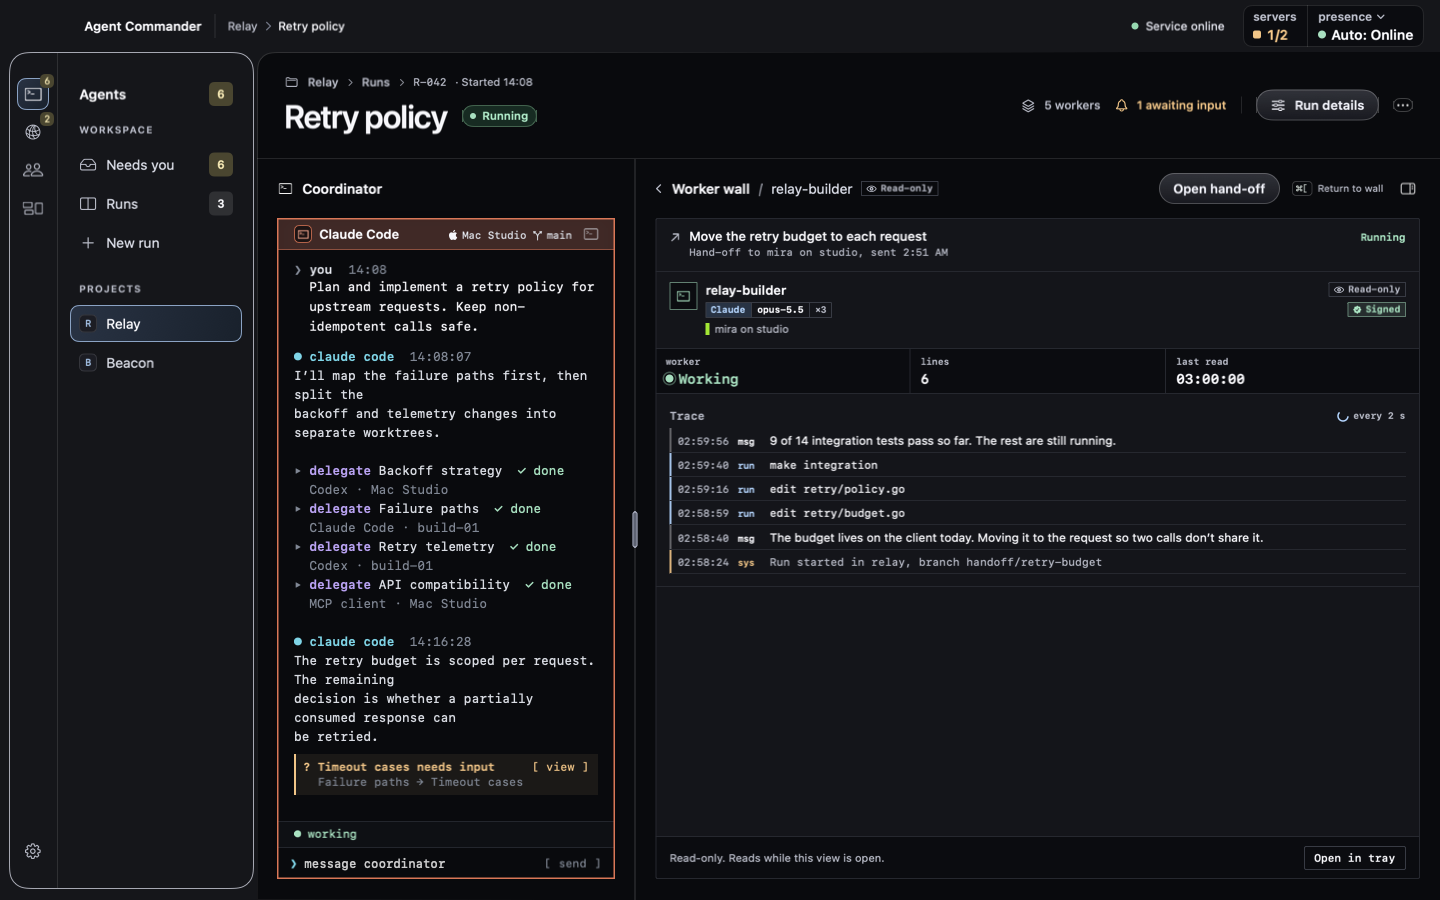 Agent Commander
Relay > Retry policy
Service online
servers
1/2
presence
Auto: Online
6
2
Agents 6
WORKSPACE
Needs you 6
Runs 3
+ New run
PROJECTS
R Relay
B Beacon
Relay > Runs > R-042 · Started 14:08
Retry policy
Running
5 workers
1 awaiting input
Run details
Coordinator
Claude Code
Mac Studio
main
❯ you 14:08
Plan and implement a retry policy for
upstream requests. Keep non-
idempotent calls safe.
claude code 14:08:07
I'll map the failure paths first, then
split the
backoff and telemetry changes into
separate worktrees.
▸ delegate Backoff strategy ✓ done
Codex · Mac Studio
▸ delegate Failure paths ✓ done
Claude Code · build-01
▸ delegate Retry telemetry ✓ done
Codex · build-01
▸ delegate API compatibility ✓ done
MCP client · Mac Studio
claude code 14:16:28
The retry budget is scoped per request.
The remaining
decision is whether a partially
consumed response can
be retried.
? Timeout cases needs input [ view ]
Failure paths → Timeout cases
working
❯ message coordinator [ send ]
Worker wall / relay-builder
Read-only
Open hand-off
⌘[ Return to wall
Move the retry budget to each request
Running
Hand-off to mira on studio, sent 2:51 AM
relay-builder
Read-only
Claude opus-5.5 ×3
Signed
mira on studio
worker
Working
lines
6
last read
03:00:00
Trace
every 2 s
02:59:56 msg 9 of 14 integration tests pass so far. The rest are still running.
02:59:40 run make integration
02:59:16 run edit retry/policy.go
02:58:59 run edit retry/budget.go
02:58:40 msg The budget lives on the client today. Moving it to the request so two calls don't share it.
02:58:24 sys Run started in relay, branch handoff/retry-budget
Read-only. Reads while this view is open.
Open in tray